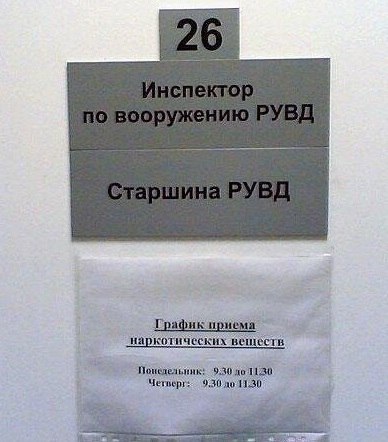 26
Инспектор
по вооружению РУВД
Старшина РУВД
График приема
наркотических веществ
Понедельник: 9.30 до 11.30
Четверг: 9.30 до 11.30